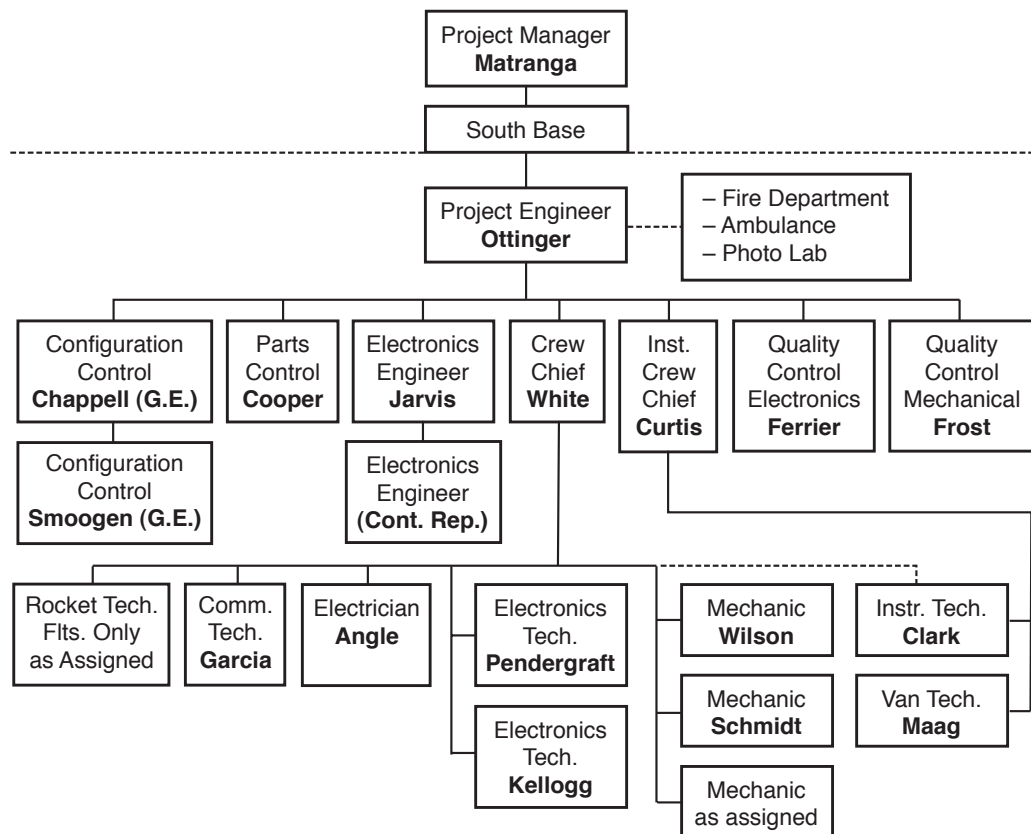 Project Manager
Matranga
South Base
Project Engineer
Ottinger
– Fire Department
– Ambulance
– Photo Lab
Configuration
Control
Chappell (G.E.)
Parts
Control
Cooper
Electronics
Engineer
Jarvis
Crew
Chief
White
Inst.
Crew
Chief
Curtis
Quality
Control
Electronics
Ferrier
Quality
Control
Mechanical
Frost
Configuration
Control
Smoogen (G.E.)
Electronics
Engineer
(Cont. Rep.)
Rocket Tech.
Flts. Only
as Assigned
Comm.
Tech.
Garcia
Electrician
Angle
Electronics
Tech.
Pendergraft
Mechanic
Wilson
Instr. Tech.
Clark
Electronics
Tech.
Kellogg
Mechanic
Schmidt
Van Tech.
Maag
Mechanic
as assigned